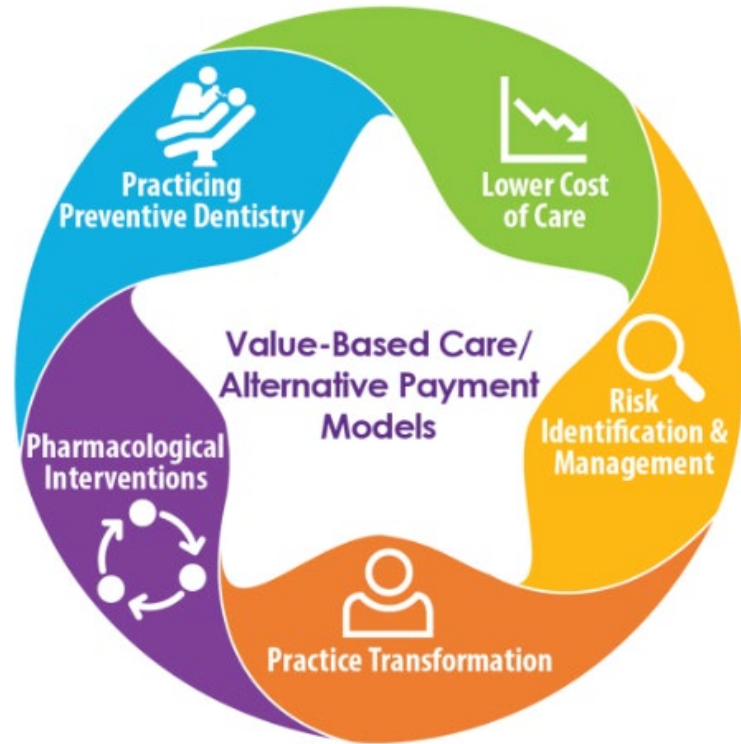 Practicing
Preventive Dentistry
Lower Cost
of Care
Value-Based Care/
Alternative Payment
Models
Risk
Identification &
Management
Pharmacological
Interventions
Practice Transformation